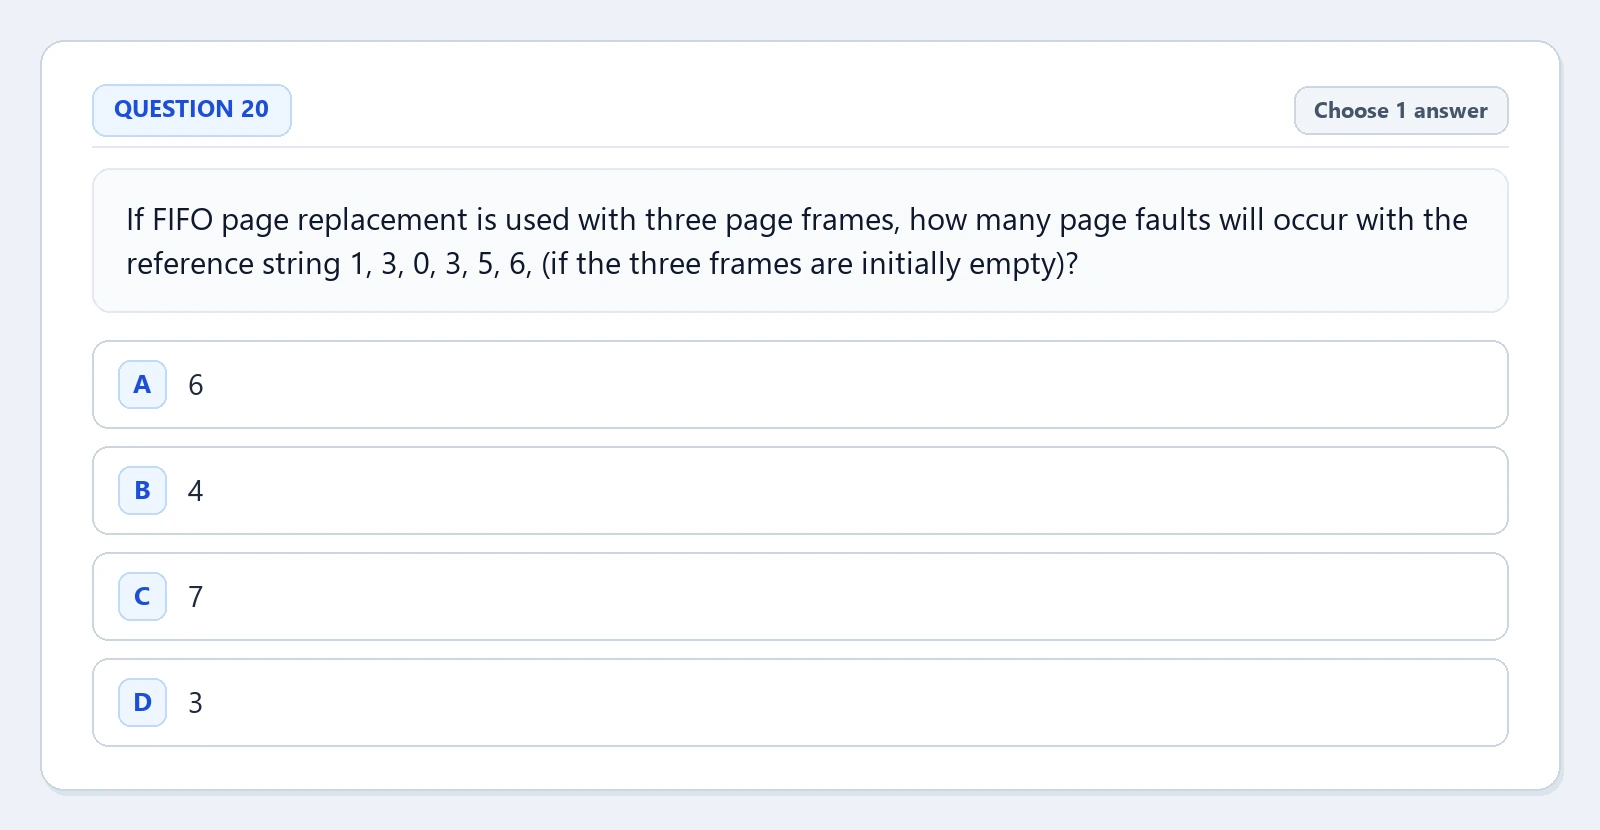 QUESTION 20
Choose 1 answer
If FIFO page replacement is used with three page frames, how many page faults will occur with the
reference string 1, 3, 0, 3, 5, 6, (if the three frames are initially empty)?
A 6
B 4
C 7
D 3